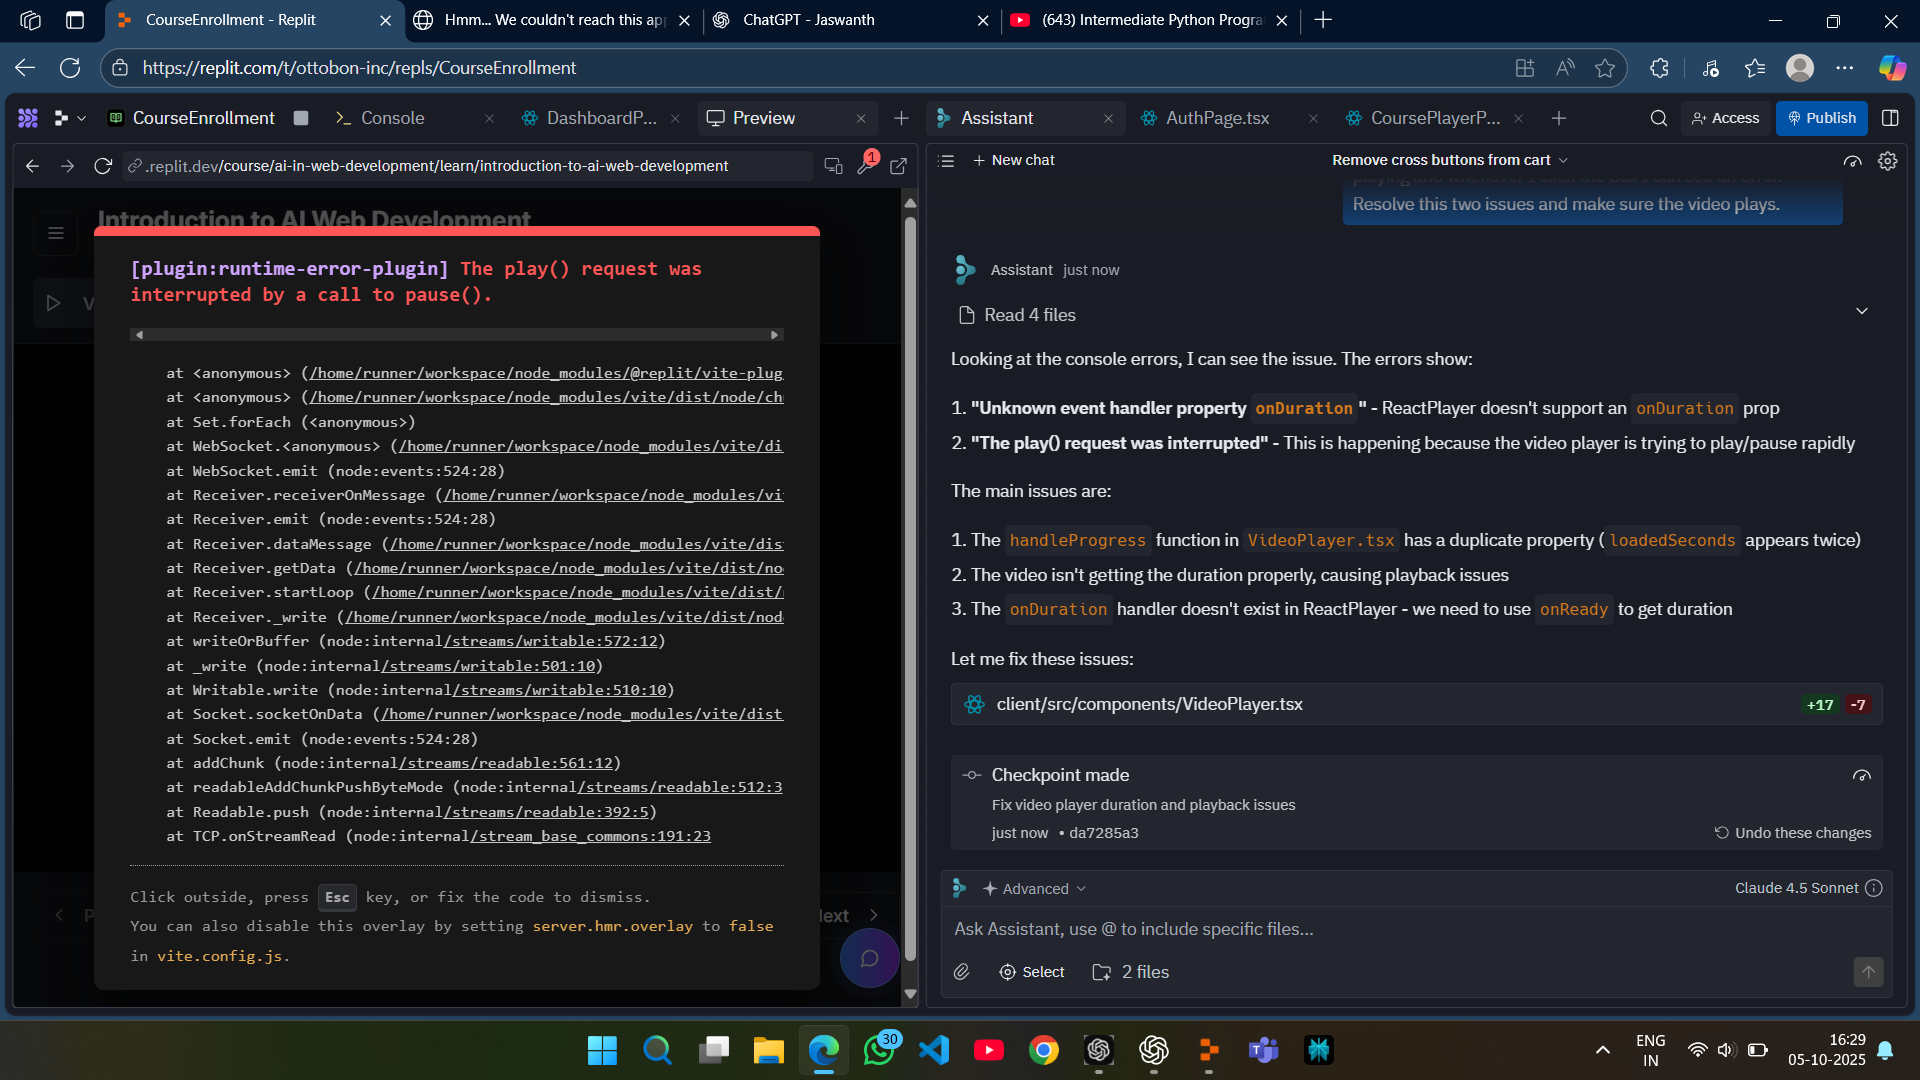 CourseEnrollment - Replit
Hmm... We couldn't reach this app
ChatGPT - Jaswanth
(643) Intermediate Python Progra
https://replit.com/t/ottobon-inc/repls/CourseEnrollment
CourseEnrollment
Console
DashboardP...
Preview
Assistant
AuthPage.tsx
CoursePlayerP...
Access
Publish
.replit.dev/course/ai-in-web-development/learn/introduction-to-ai-web-development
1
New chat
Remove cross buttons from cart
Introduction to AI Web Development
[plugin:runtime-error-plugin] The play() request was
interrupted by a call to pause().
at <anonymous> (/home/runner/workspace/node_modules/@replit/vite-plug
at <anonymous> (/home/runner/workspace/node_modules/vite/dist/node/chu
at Set.forEach (<anonymous>)
at WebSocket.<anonymous> (/home/runner/workspace/node_modules/vite/di
at WebSocket.emit (node:events:524:28)
at Receiver.receiverOnMessage (/home/runner/workspace/node_modules/vi
at Receiver.emit (node:events:524:28)
at Receiver.dataMessage (/home/runner/workspace/node_modules/vite/dis
at Receiver.getData (/home/runner/workspace/node_modules/vite/dist/no
at Receiver.startLoop (/home/runner/workspace/node_modules/vite/dist/
at Receiver._write (/home/runner/workspace/node_modules/vite/dist/nod
at writeOrBuffer (node:internal/streams/writable:572:12)
at _write (node:internal/streams/writable:501:10)
at Writable.write (node:internal/streams/writable:510:10)
at Socket.socketOnData (/home/runner/workspace/node_modules/vite/dist
at Socket.emit (node:events:524:28)
at addChunk (node:internal/streams/readable:561:12)
at readableAddChunkPushByteMode (node:internal/streams/readable:512:3
at Readable.push (node:internal/streams/readable:392:5)
at TCP.onStreamRead (node:internal/stream_base_commons:191:23
Click outside, press Esc key, or fix the code to dismiss.
You can also disable this overlay by setting server.hmr.overlay to false
in vite.config.js.
V
P
lext
Resolve this two issues and make sure the video plays.
Assistant just now
Read 4 files
Looking at the console errors, I can see the issue. The errors show:
1. "Unknown event handler property onDuration " - ReactPlayer doesn't support an onDuration prop
2. "The play() request was interrupted" - This is happening because the video player is trying to play/pause rapidly
The main issues are:
1. The handleProgress function in VideoPlayer.tsx has a duplicate property ( loadedSeconds appears twice)
2. The video isn't getting the duration properly, causing playback issues
3. The onDuration handler doesn't exist in ReactPlayer - we need to use onReady to get duration
Let me fix these issues:
client/src/components/VideoPlayer.tsx
+17 -7
Checkpoint made
Fix video player duration and playback issues
just now • da7285a3
Undo these changes
Advanced
Claude 4.5 Sonnet
Ask Assistant, use @ to include specific files...
Select
2 files
30
ENG
IN
16:29
05-10-2025